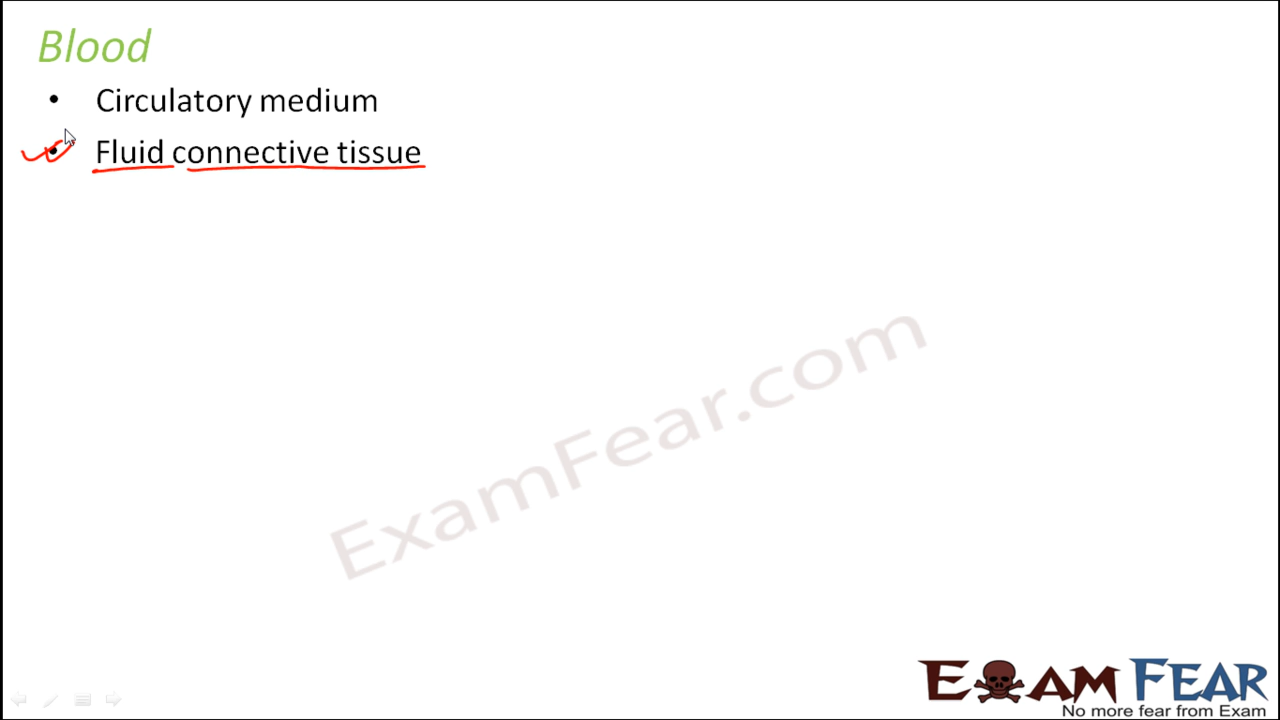 Blood
• Circulatory medium
• Fluid connective tissue
ExamFear.com
EXAM FEAR
No more fear from Exam